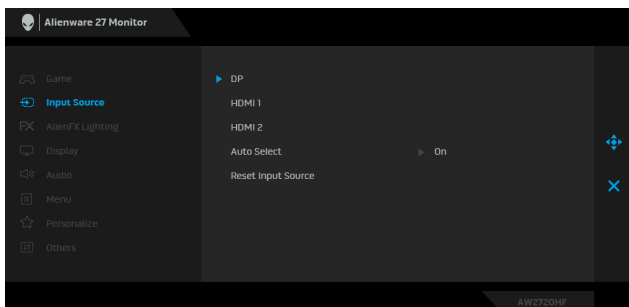 Alienware 27 Monitor
Game
Input Source
AlienFX Lighting
Display
Audio
Menu
Personalize
Others
DP
HDMI 1
HDMI 2
Auto Select On
Reset Input Source
AW2720HF